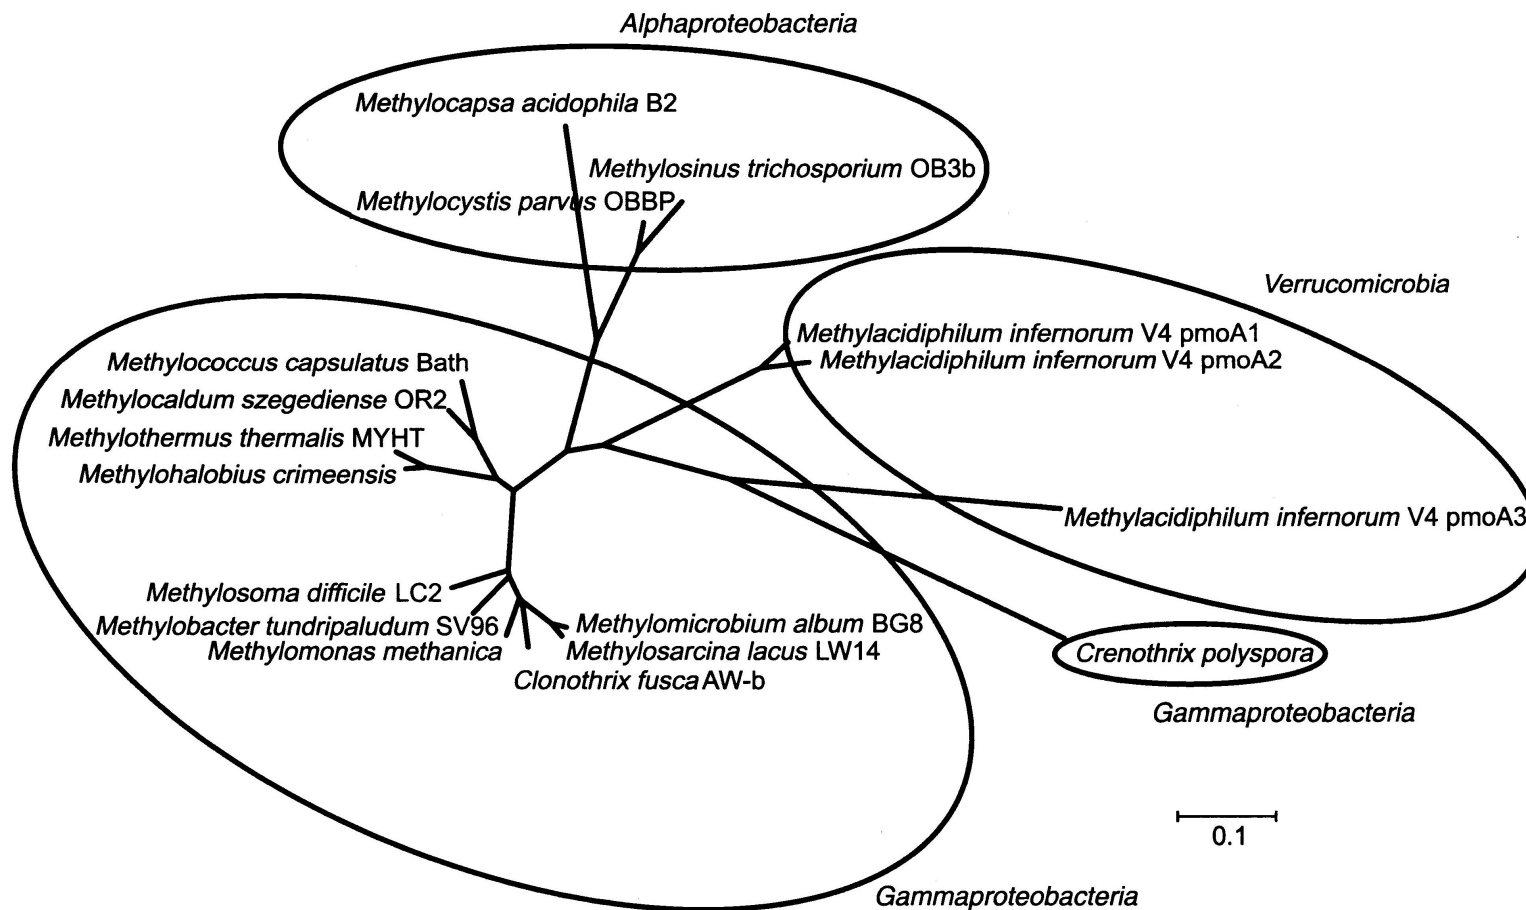 Alphaproteobacteria
Methylocapsa acidophila B2
Methylosinus trichosporium OB3b
Methylocystis parvus OBBP
Verrucomicrobia
Methylacidiphilum infernorum V4 pmoA1
Methylacidiphilum infernorum V4 pmoA2
Methylococcus capsulatus Bath
Methylocaldum szegediense OR2
Methylothermus thermalis MYHT
Methylohalobius crimeensis
Methylacidiphilum infernorum V4 pmoA3
Methylosoma difficile LC2
Methylobacter tundripaludum SV96
Methylomonas methanica
Methylomicrobium album BG8
Methylosarcina lacus LW14
Clonothrix fusca AW-b
Crenothrix polyspora
Gammaproteobacteria
0.1
Gammaproteobacteria